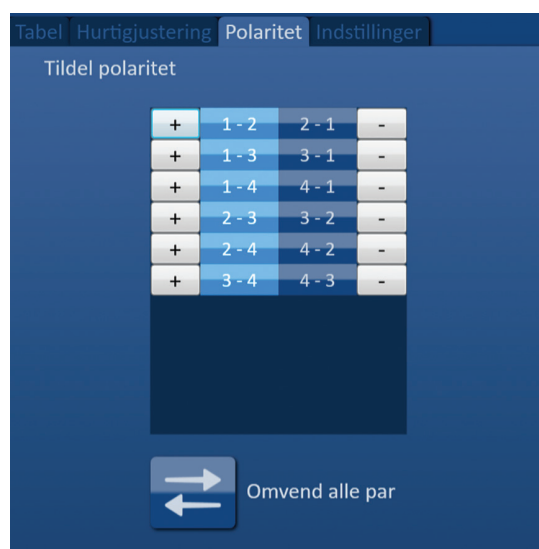 Tabel Hurtigjustering Polaritet Indstillinger
Tildel polaritet
+ 1 - 2 2 - 1 -
+ 1 - 3 3 - 1 -
+ 1 - 4 4 - 1 -
+ 2 - 3 3 - 2 -
+ 2 - 4 4 - 2 -
+ 3 - 4 4 - 3 -
Omvend alle par